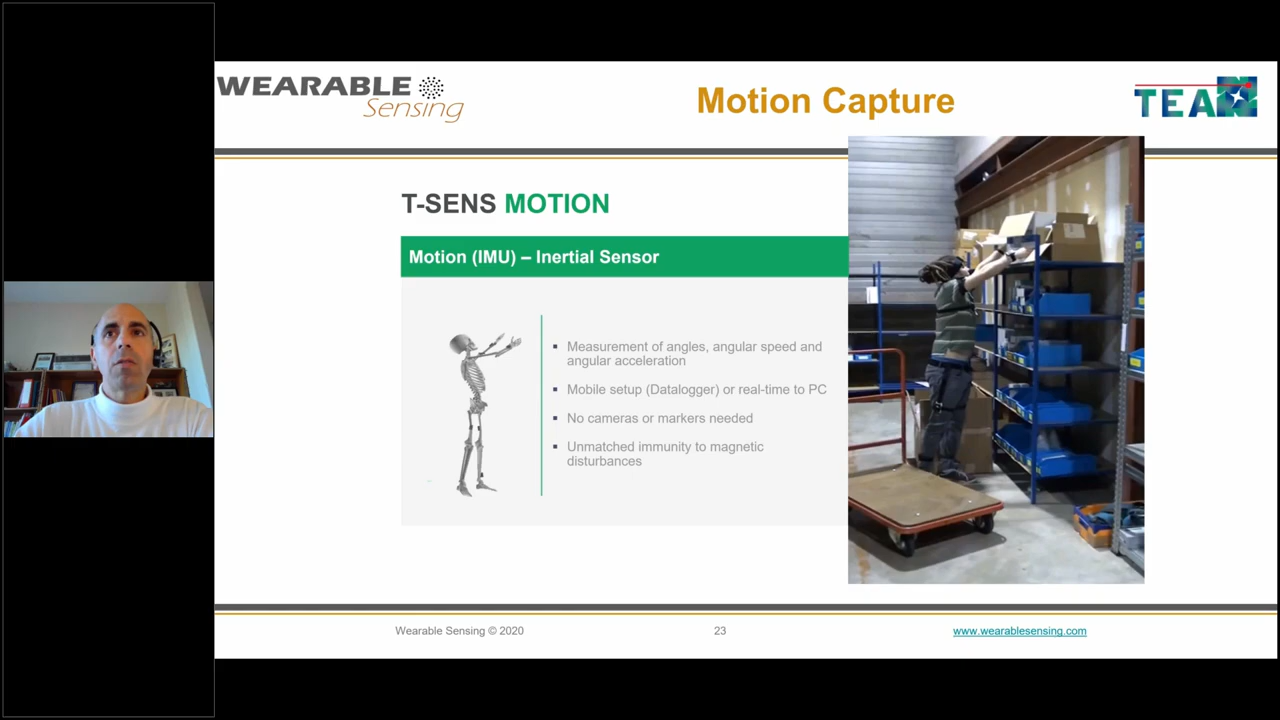 WEARABLE
Sensing
Motion Capture
TEA
T-SENS MOTION
Motion (IMU) – Inertial Sensor
▪ Measurement of angles, angular speed and
angular acceleration
▪ Mobile setup (Datalogger) or real-time to PC
▪ No cameras or markers needed
▪ Unmatched immunity to magnetic
disturbances
Wearable Sensing © 2020
23
www.wearablesensing.com